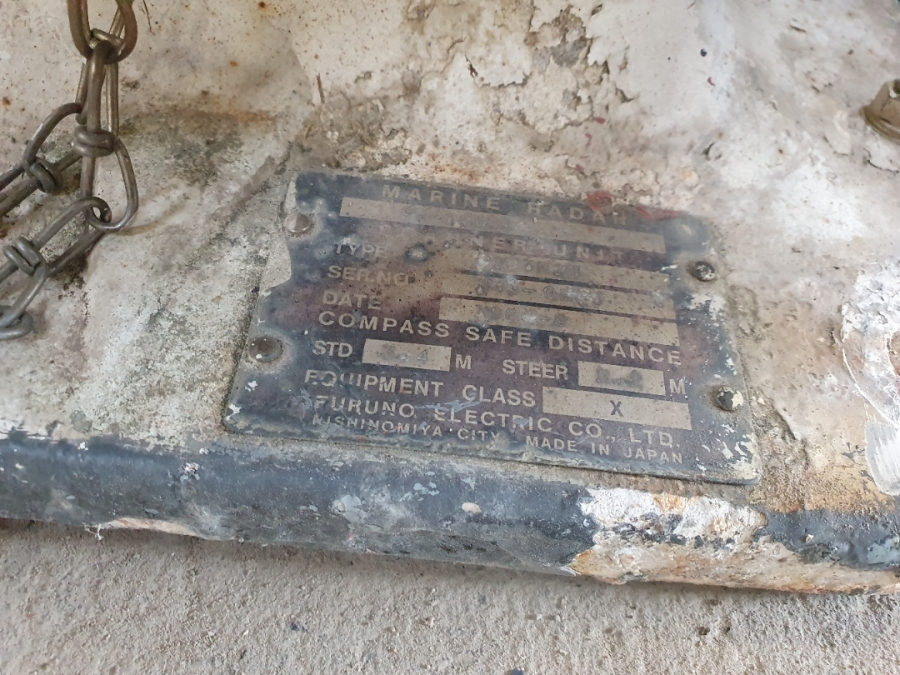 MARINE RADAR
UNIT
TYPE
SER.NO
DATE
COMPASS SAFE DISTANCE
STD M STEER M
EQUIPMENT CLASS X
FURUNO ELECTRIC CO., LTD.
NISHINOMIYA CITY, MADE IN JAPAN